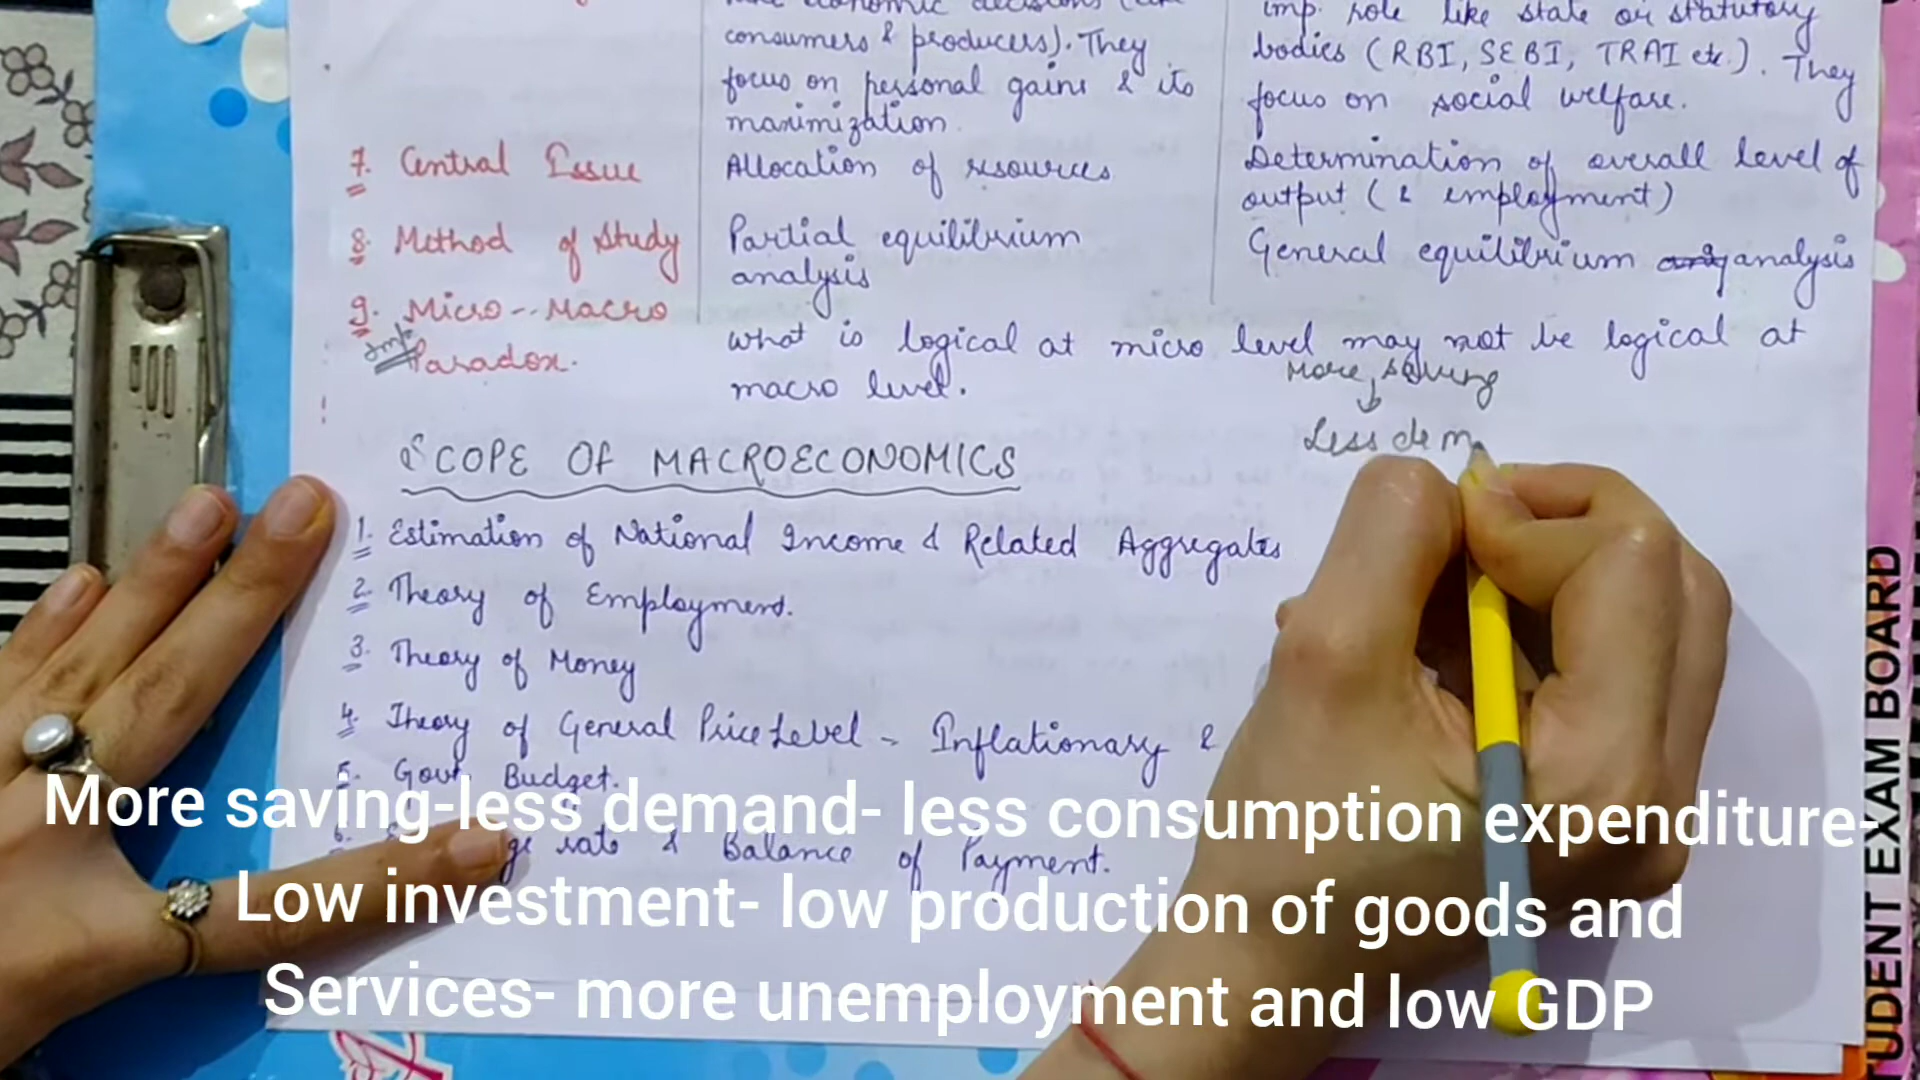 consumers & producers). They
focus on personal gains & its
maximization.
imp. role like state or statutory
bodies (RBI, SEBI, TRAI etc.). They
focus on social welfare.
7. Central Issue
Allocation of resources
Determination of overall level of
output (& employment)
8. Method of Study
Partial equilibrium
analysis
General equilibrium analysis
9. Micro--Macro
Paradox.
Imp
What is logical at micro level may not be logical at
macro level.
More saving
↓
Less dem
SCOPE OF MACROECONOMICS
1. Estimation of National Income & Related Aggregates
2. Theory of Employment.
3. Theory of Money
4. Theory of General Price Level - Inflationary &
5. Govt. Budget.
6. rate & Balance of Payment.
More saving-less demand- less consumption expenditure-
Low investment- low production of goods and
Services- more unemployment and low GDP
STUDENT EXAM BOARD